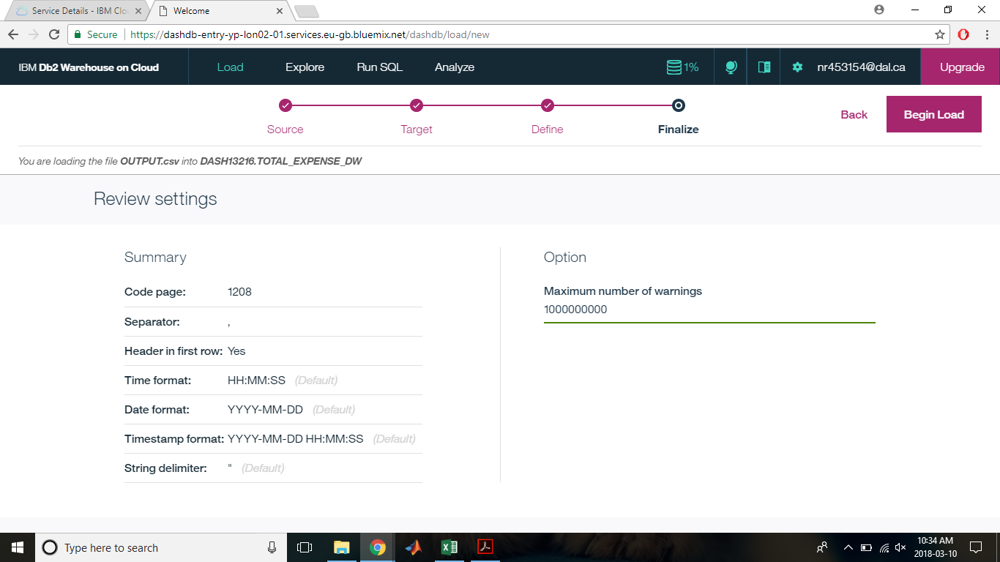 Service Details - IBM Clo
Welcome
Secure https://dashdb-entry-yp-lon02-01.services.eu-gb.bluemix.net/dashdb/load/new
IBM Db2 Warehouse on Cloud Load Explore Run SQL Analyze 1% nr453154@dal.ca Upgrade
Source Target Define Finalize Back Begin Load
You are loading the file OUTPUT.csv into DASH13216.TOTAL_EXPENSE_DW
Review settings
Summary
Code page: 1208
Separator: ,
Header in first row: Yes
Time format: HH:MM:SS (Default)
Date format: YYYY-MM-DD (Default)
Timestamp format: YYYY-MM-DD HH:MM:SS (Default)
String delimiter: " (Default)
Option
Maximum number of warnings
1000000000
Type here to search
10:34 AM
2018-03-10